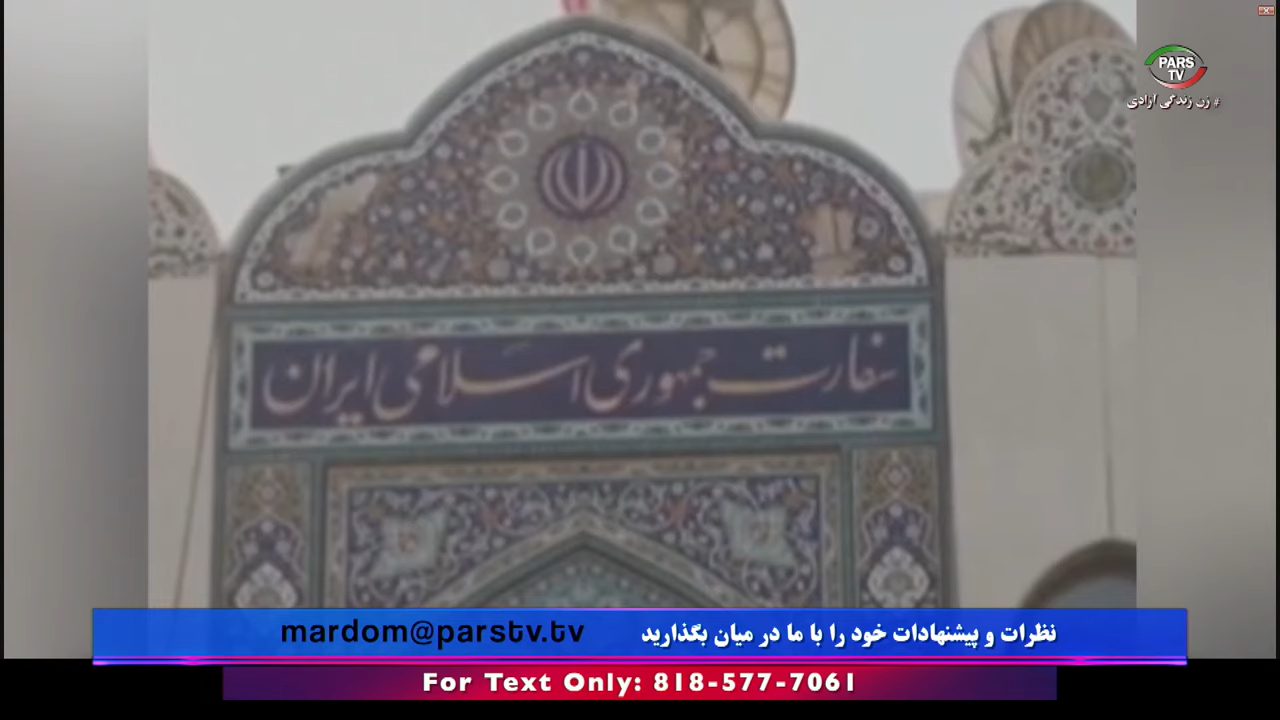 PARS
TV
# زن زندگی آزادی
سفارت جمهوری اسلامی ایران
نظرات و پیشنهادات خود را با ما در میان بگذارید mardom@parstv.tv
For Text Only: 818-577-7061